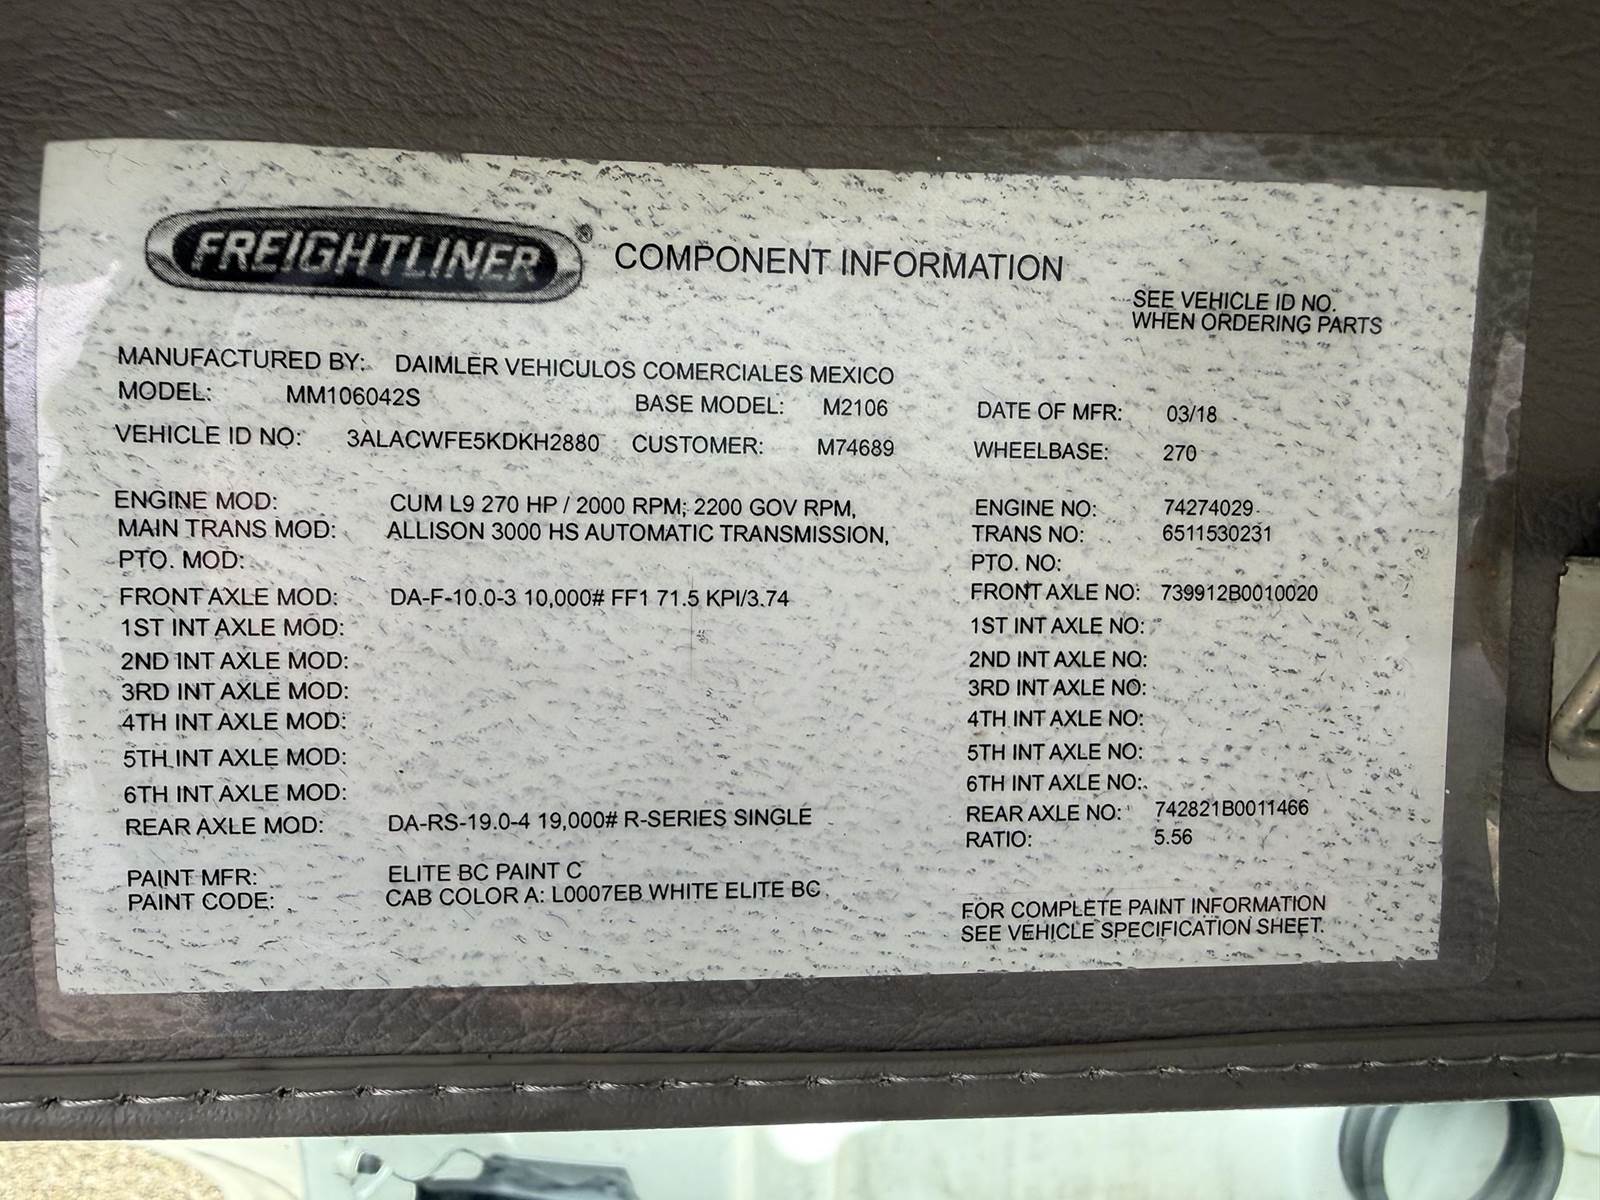 FREIGHTLINER® COMPONENT INFORMATION
SEE VEHICLE ID NO.
WHEN ORDERING PARTS
MANUFACTURED BY: DAIMLER VEHICULOS COMERCIALES MEXICO
MODEL: MM106042S BASE MODEL: M2106 DATE OF MFR: 03/18
VEHICLE ID NO: 3ALACWFE5KDKH2880 CUSTOMER: M74689 WHEELBASE: 270
ENGINE MOD: CUM L9 270 HP / 2000 RPM; 2200 GOV RPM, ENGINE NO: 74274029
MAIN TRANS MOD: ALLISON 3000 HS AUTOMATIC TRANSMISSION, TRANS NO: 6511530231
PTO. MOD: PTO. NO:
FRONT AXLE MOD: DA-F-10.0-3 10,000# FF1 71.5 KPI/3.74 FRONT AXLE NO: 739912B0010020
1ST INT AXLE MOD: 1ST INT AXLE NO:
2ND INT AXLE MOD: 2ND INT AXLE NO:
3RD INT AXLE MOD: 3RD INT AXLE NO:
4TH INT AXLE MOD: 4TH INT AXLE NO:
5TH INT AXLE MOD: 5TH INT AXLE NO:
6TH INT AXLE MOD: 6TH INT AXLE NO:
REAR AXLE MOD: DA-RS-19.0-4 19,000# R-SERIES SINGLE REAR AXLE NO: 742821B0011466
RATIO: 5.56
PAINT MFR: ELITE BC PAINT C
PAINT CODE: CAB COLOR A: L0007EB WHITE ELITE BC
FOR COMPLETE PAINT INFORMATION
SEE VEHICLE SPECIFICATION SHEET.